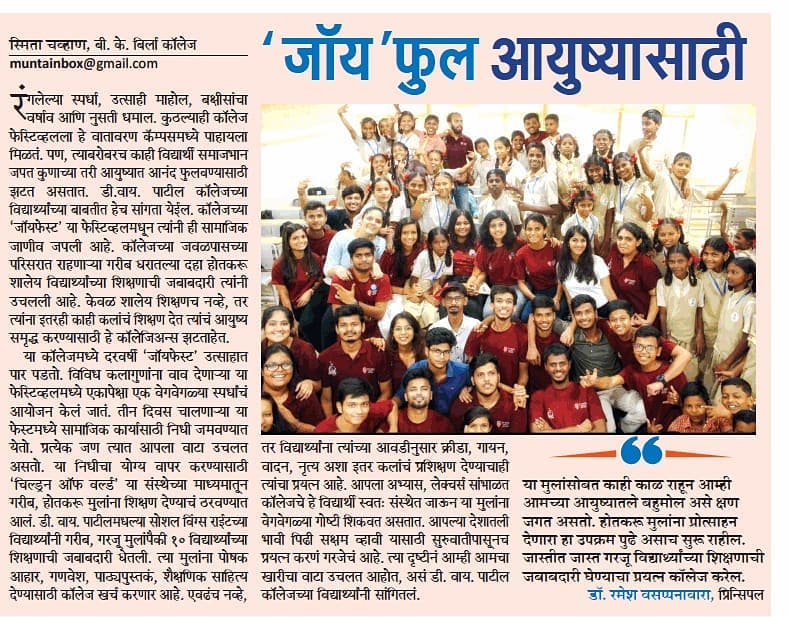 स्मिता चव्हाण, बी. के. बिर्ला कॉलेज
muntainbox@gmail.com
‘जॉय’फुल आयुष्यासाठी
रंगलेल्या स्पर्धा, उत्साही माहोल, बक्षीसांचा
वर्षाव आणि नुसती धमाल. कुठल्याही कॉलेज
फेस्टिव्हलला हे वातावरण कॅम्पसमध्ये पाहायला
मिळतं. पण, त्याबरोबरच काही विद्यार्थी समाजभान
जपत कुणाच्या तरी आयुष्यात आनंद फुलवण्यासाठी
झटत असतात. डी.वाय. पाटील कॉलेजच्या
विद्यार्थ्यांच्या बाबतीत हेच सांगता येईल. कॉलेजच्या
‘जॉयफेस्ट’ या फेस्टिव्हलमधून त्यांनी ही सामाजिक
जाणीव जपली आहे. कॉलेजच्या जवळपासच्या
परिसरात राहणाऱ्या गरीब घरातल्या दहा होतकरू
शालेय विद्यार्थ्यांच्या शिक्षणाची जबाबदारी त्यांनी
उचलली आहे. केवळ शालेय शिक्षणच नव्हे, तर
त्यांना इतरही काही कलांचं शिक्षण देत त्यांचं आयुष्य
समृद्ध करण्यासाठी हे कॉलेजिअन्स झटताहेत.
या कॉलेजमध्ये दरवर्षी ‘जॉयफेस्ट’ उत्साहात
पार पडतो. विविध कलागुणांना वाव देणाऱ्या या
फेस्टिव्हलमध्ये एकापेक्षा एक वेगवेगळ्या स्पर्धांचं
आयोजन केलं जातं. तीन दिवस चालणाऱ्या या
फेस्टमध्ये सामाजिक कार्यासाठी निधी जमवण्यात
येतो. प्रत्येक जण त्यात आपला वाटा उचलत
असतो. या निधीचा योग्य वापर करण्यासाठी
‘चिल्ड्रन ऑफ वर्ल्ड’ या संस्थेच्या माध्यमातून
गरीब, होतकरू मुलांना शिक्षण देण्याचं ठरवण्यात
आलं. डी. वाय. पाटीलमधल्या सौशल विंग्स राईटच्या
विद्यार्थ्यांनी गरीब, गरजू मुलांपैकी १० विद्यार्थ्यांच्या
शिक्षणाची जबाबदारी घेतली. त्या मुलांना पोषक
आहार, गणवेश, पाठ्यपुस्तकं, शैक्षणिक साहित्य
देण्यासाठी कॉलेज खर्च करणार आहे. एवढंच नव्हे,
तर विद्यार्थ्यांना त्यांच्या आवडीनुसार क्रीडा, गायन,
वादन, नृत्य अशा इतर कलांचं प्रशिक्षण देण्याचाही
त्यांचा प्रयत्न आहे. आपला अभ्यास, लेक्चर्स सांभाळत
कॉलेजचे हे विद्यार्थी स्वतः संस्थेत जाऊन या मुलांना
वेगवेगळ्या गोष्टी शिकवत असतात. आपल्या देशातली
भावी पिढी सक्षम व्हावी यासाठी सुरुवातीपासूनच
प्रयत्न करणं गरजेचं आहे. त्या दृष्टीनं आम्ही आमचा
खारीचा वाटा उचलत आहोत, असं डी. वाय. पाटील
कॉलेजच्या विद्यार्थ्यांनी सांगितलं.
“
या मुलांसोबत काही काळ राहून आम्ही
आमच्या आयुष्यातले बहुमोल असे क्षण
जगत असतो. होतकरू मुलांना प्रोत्साहन
देणारा हा उपक्रम पुढे असाच सुरू राहील.
जास्तीत जास्त गरजू विद्यार्थ्यांच्या शिक्षणाची
जबाबदारी घेण्याचा प्रयत्न कॉलेज करेल.
डॉ. रमेश वसप्पनावारा, प्रिन्सिपल